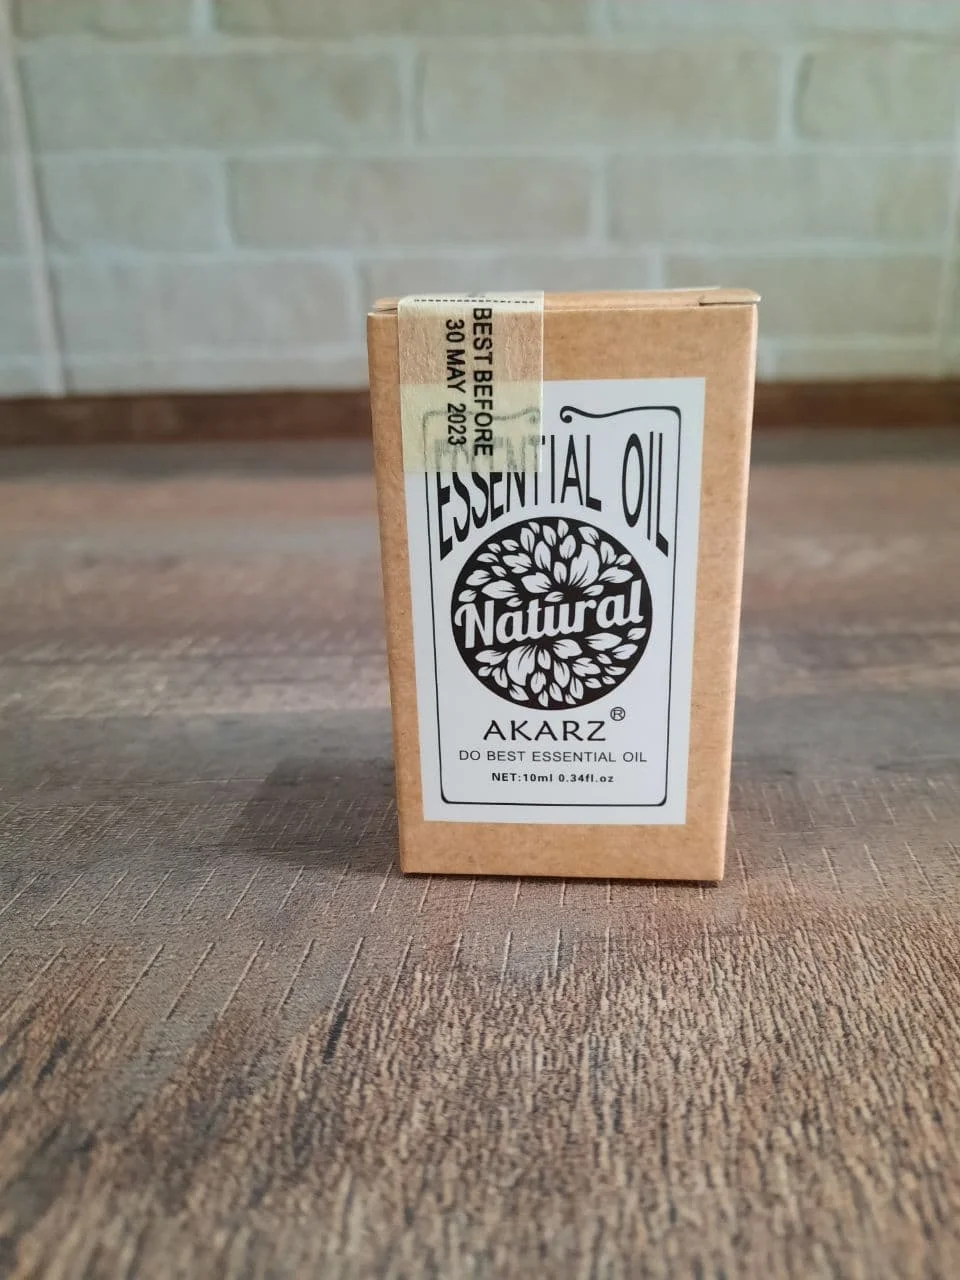 BEST BEFORE
30 MAY 2023
ESSENTIAL OIL
Natural
AKARZ®
DO BEST ESSENTIAL OIL
NET:10ml 0.34fl.oz